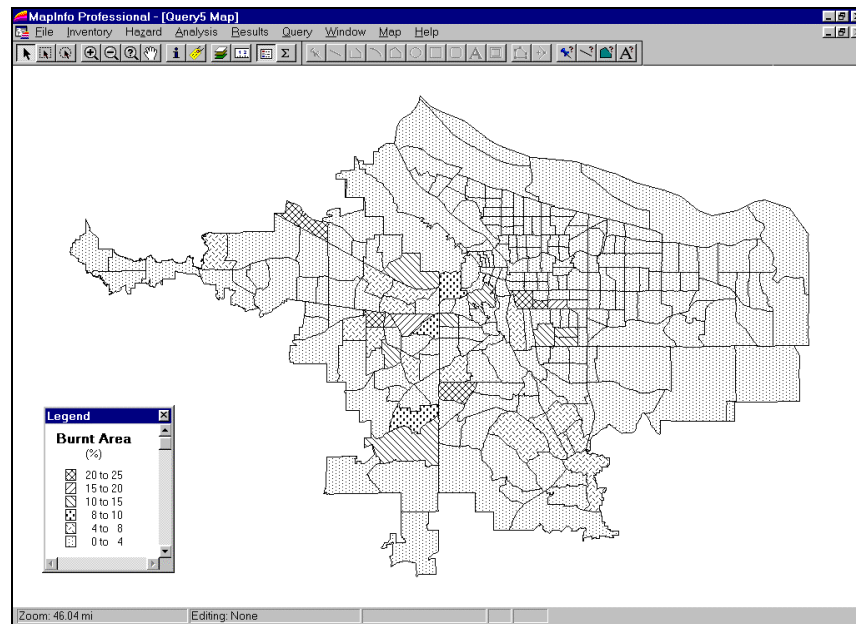 MapInfo Professional - [Query5 Map]
File Inventory Hazard Analysis Results Query Window Map Help
Legend
Burnt Area
(%)
20 to 25
15 to 20
10 to 15
8 to 10
4 to 8
0 to 4
Zoom: 46.04 mi Editing: None